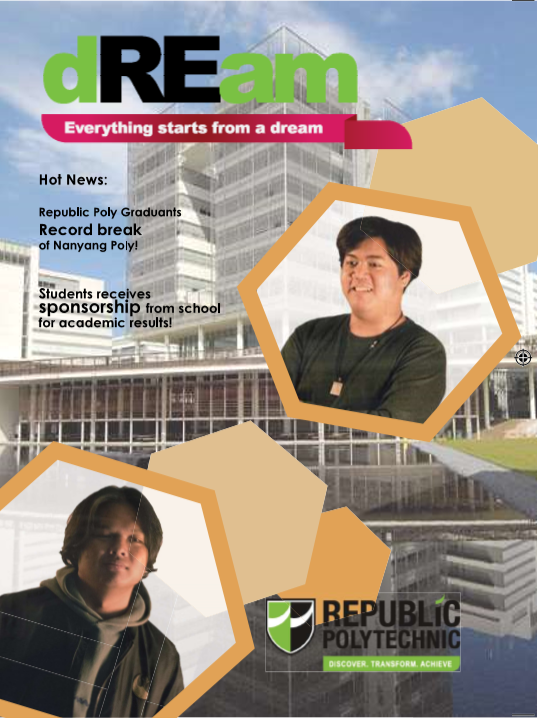 dREam
Everything starts from a dream
Hot News:
Republic Poly Graduants
Record break
of Nanyang Poly!
Students receives
sponsorship from school
for academic results!
REPUBLIC
POLYTECHNIC
DISCOVER. TRANSFORM. ACHIEVE